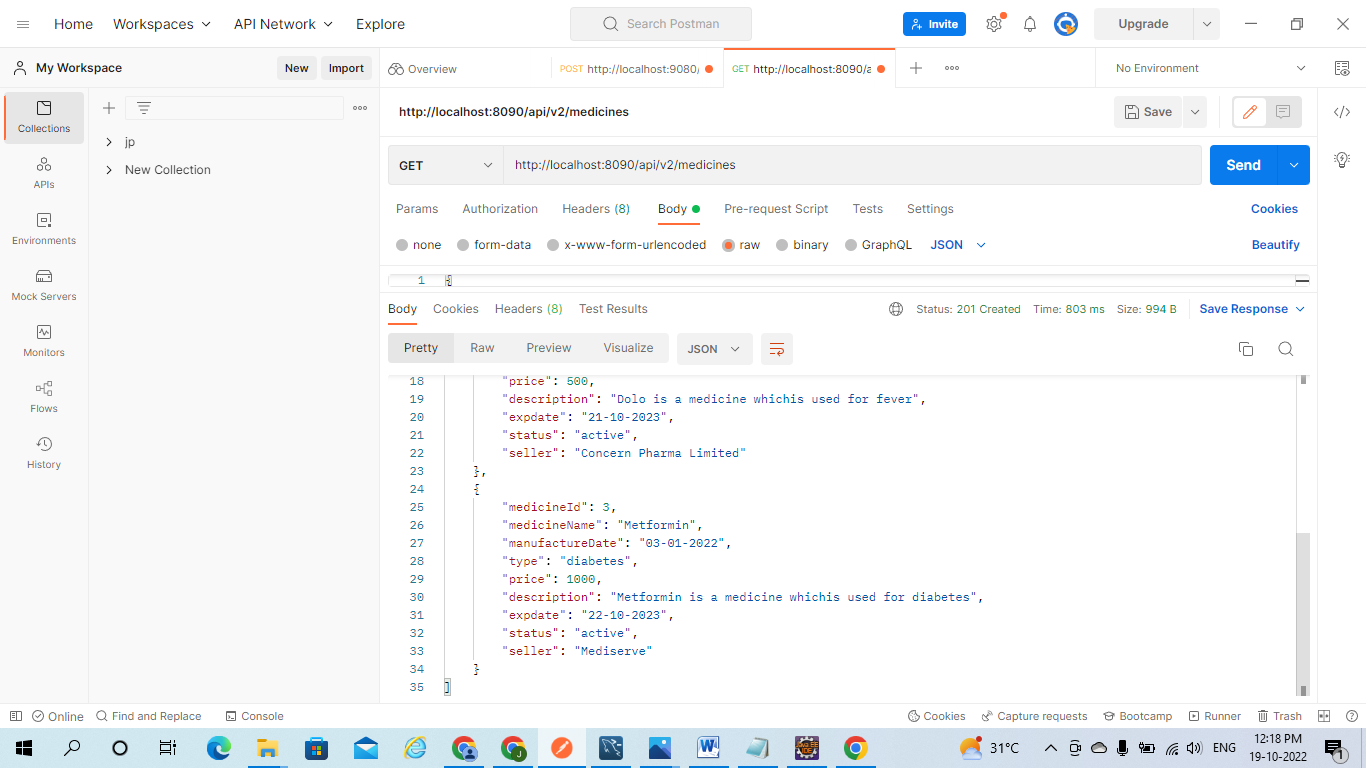 Home Workspaces API Network Explore Search Postman Invite Upgrade
My Workspace New Import Overview POST http://localhost:9080/ GET http://localhost:8090/a No Environment
http://localhost:8090/api/v2/medicines Save
Collections
APIs
Environments
Mock Servers
Monitors
Flows
History
jp
New Collection
GET http://localhost:8090/api/v2/medicines Send
Params Authorization Headers (8) Body Pre-request Script Tests Settings Cookies
none form-data x-www-form-urlencoded raw binary GraphQL JSON Beautify
1 {
Body Cookies Headers (8) Test Results Status: 201 Created Time: 803 ms Size: 994 B Save Response
Pretty Raw Preview Visualize JSON
18 "price": 500,
19 "description": "Dolo is a medicine whichis used for fever",
20 "expdate": "21-10-2023",
21 "status": "active",
22 "seller": "Concern Pharma Limited"
23 },
24 {
25 "medicineId": 3,
26 "medicineName": "Metformin",
27 "manufactureDate": "03-01-2022",
28 "type": "diabetes",
29 "price": 1000,
30 "description": "Metformin is a medicine whichis used for diabetes",
31 "expdate": "22-10-2023",
32 "status": "active",
33 "seller": "Mediserve"
34 }
35 ]
Online Find and Replace Console Cookies Capture requests Bootcamp Runner Trash
31°C ENG 12:18 PM
19-10-2022 1